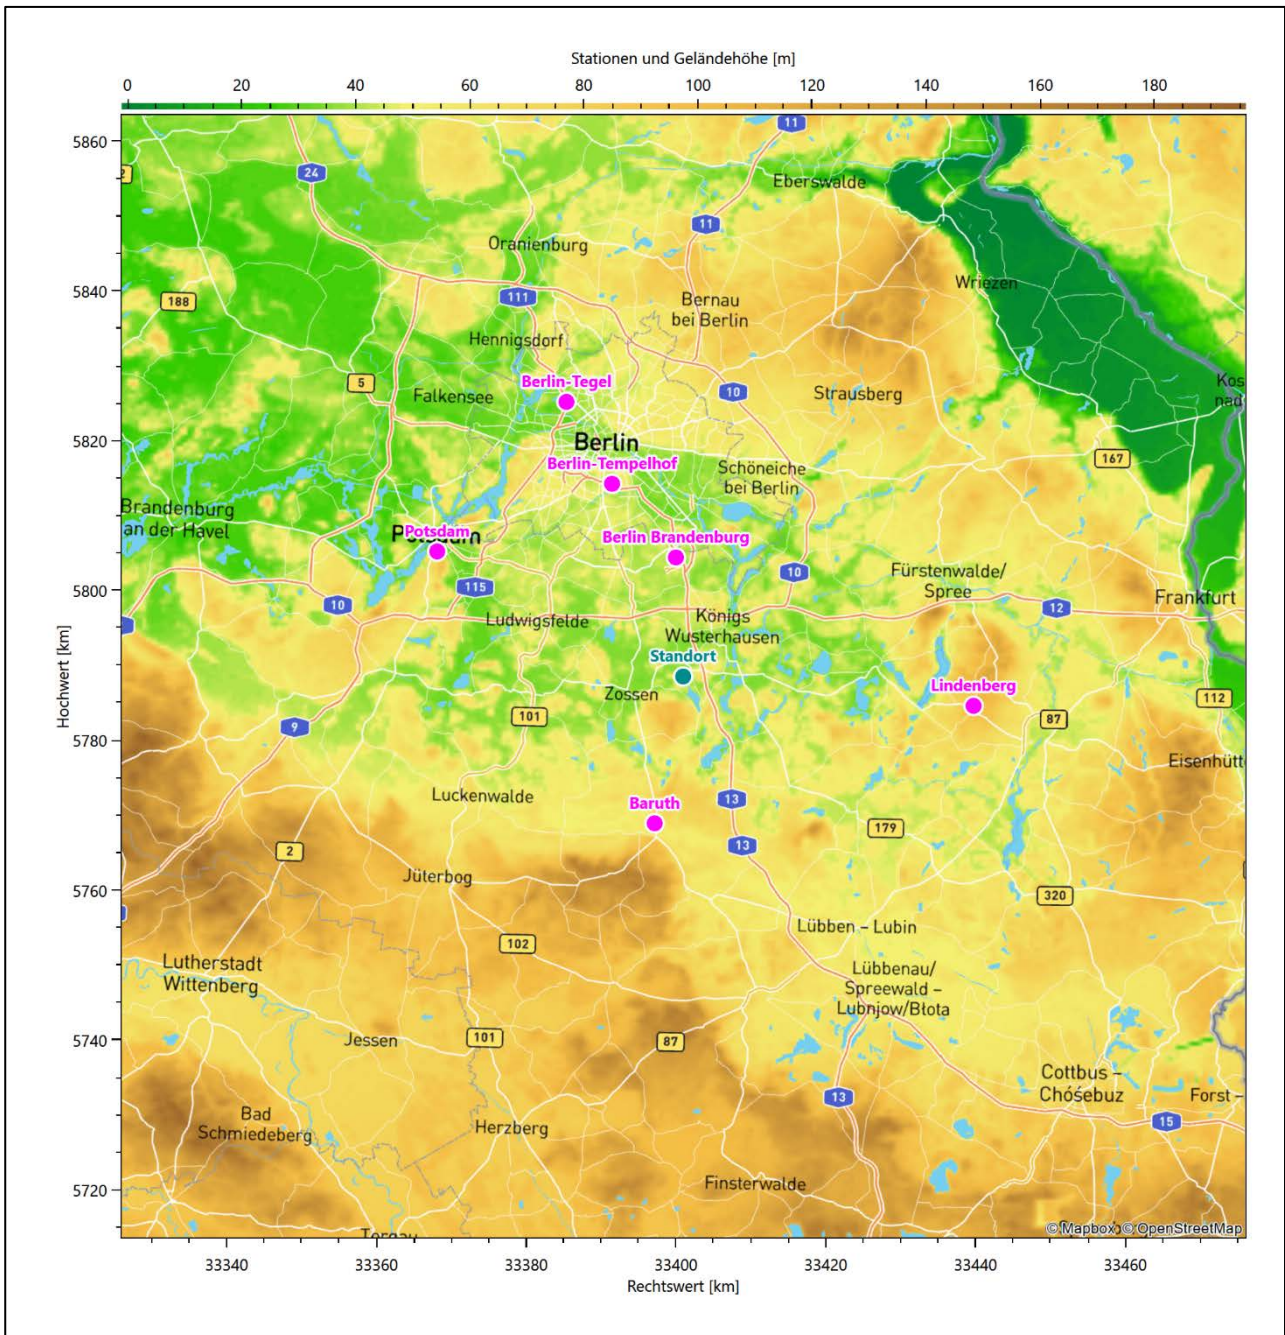 Stationen und Geländehöhe [m]
0 20 40 60 80 100 120 140 160 180
5860
11
24
Eberswalde
11
Oranienburg
5840
Wriezen
111
188
Bernau
bei Berlin
Hennigsdorf
Berlin-Tegel
5
10
Falkensee
Strausberg
Kos
nad
5820
Berlin
Berlin-Tempelhof
167
Schöneiche
bei Berlin
Brandenburg
an der Havel
Potsdam
Potsdam
Berlin Brandenburg
5800
115
10
Fürstenwalde/
Spree
10
12
Frankfurt
Ludwigsfelde
Königs
Wusterhausen
Standort
Zossen
Lindenberg
112
101
87
9
Hochwert [km]
5780
Eisenhütt
Luckenwalde
13
Baruth
179
13
2
Jüterbog
5760
320
Lübben – Lubin
102
Lutherstadt
Wittenberg
Lübbenau/
Spreewald –
Lubnjow/Błota
5740
Jessen
101
87
Cottbus –
Chóśebuz
13
Forst –
Bad
Schmiedeberg
Herzberg
15
5720
Finsterwalde
Torgau
© Mapbox © OpenStreetMap
33340 33360 33380 33400 33420 33440 33460
Rechtswert [km]